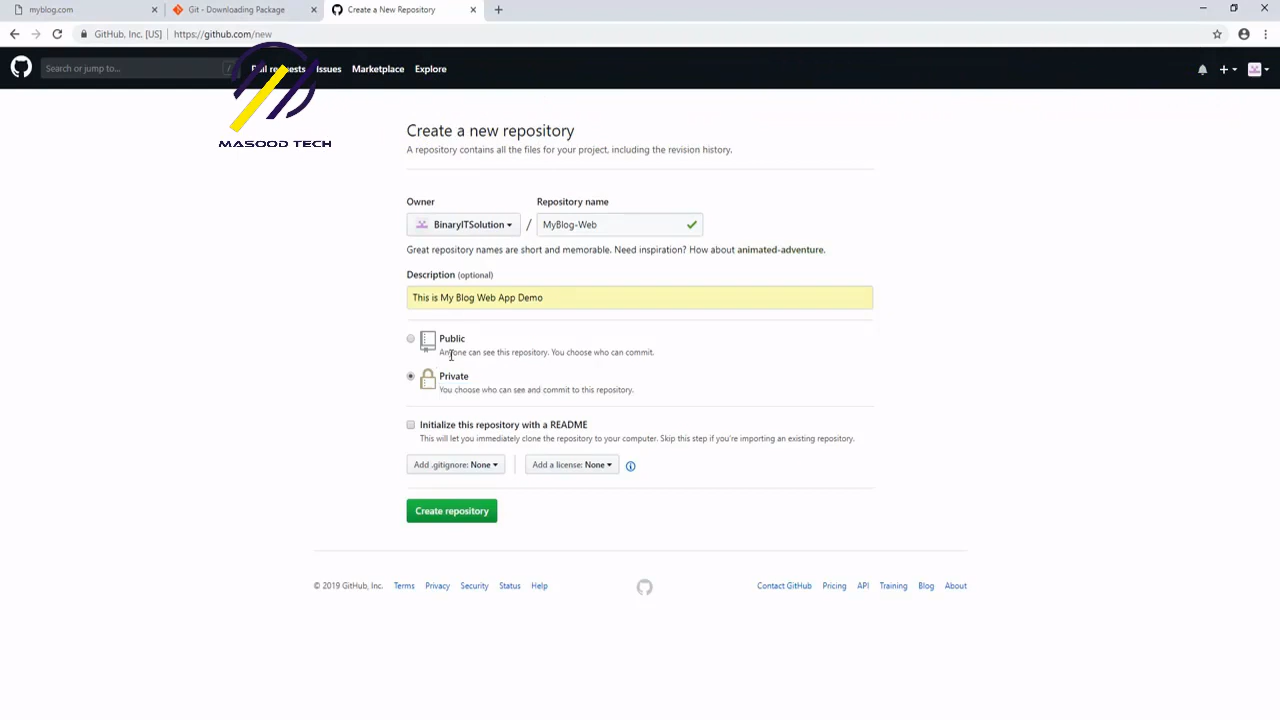 myblog.com
Git - Downloading Package
Create a New Repository
GitHub, Inc. [US]
https://github.com/new
Search or jump to...
/
Pull requests
Issues
Marketplace
Explore
MASOOD TECH
Create a new repository
A repository contains all the files for your project, including the revision history.
Owner
Repository name
BinaryITSolution
/
MyBlog-Web
Great repository names are short and memorable. Need inspiration? How about animated-adventure.
Description (optional)
This is My Blog Web App Demo
Public
Anyone can see this repository. You choose who can commit.
Private
You choose who can see and commit to this repository.
Initialize this repository with a README
This will let you immediately clone the repository to your computer. Skip this step if you're importing an existing repository.
Add .gitignore: None
Add a license: None
Create repository
© 2019 GitHub, Inc. Terms Privacy Security Status Help
Contact GitHub Pricing API Training Blog About